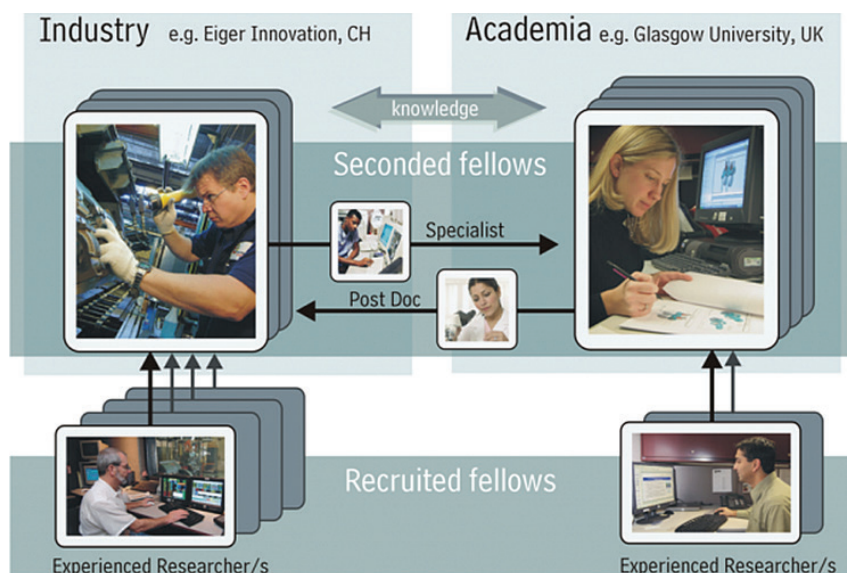 Industry e.g. Eiger Innovation, CH
Academia e.g. Glasgow University, UK
knowledge
Seconded fellows
Specialist
Post Doc
Recruited fellows
Experienced Researcher/s
Experienced Researcher/s